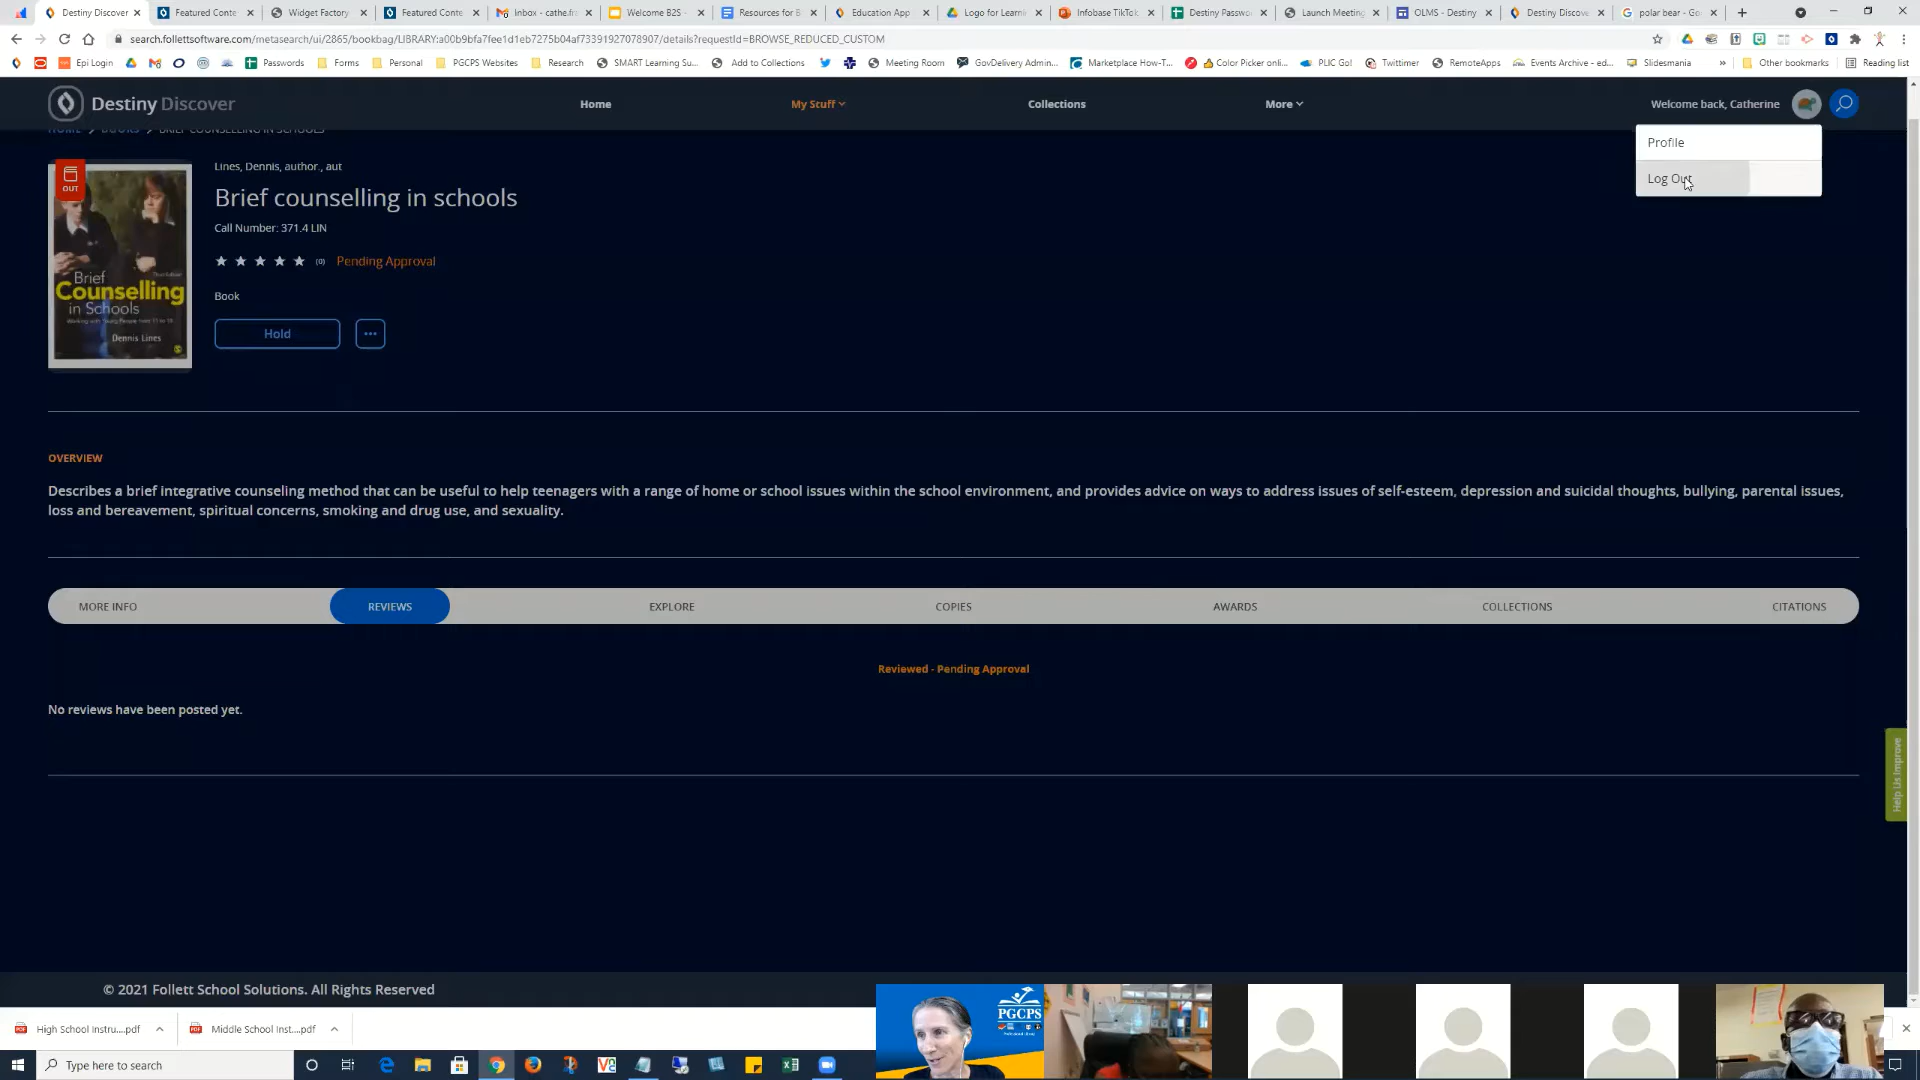 Destiny Discover
Featured Conte
Widget Factory
Featured Conte
Inbox - cathe.fra
Welcome B2S -
Resources for B
Education App
Logo for Learni
Infobase TikTok
Destiny Passwo
Launch Meeting
OLMS - Destiny
Destiny Discove
polar bear - Go
search.follettsoftware.com/metasearch/ui/2865/bookbag/LIBRARY:a00b9bfa7fee1d1eb7275b04af73391927078907/details?requestId=BROWSE_REDUCED_CUSTOM
Epi Login
Passwords
Forms
Personal
PGCPS Websites
Research
SMART Learning Su...
Add to Collections
Meeting Room
GovDelivery Admin...
Marketplace How-T...
Color Picker onli...
PLIC Go!
Twittimer
RemoteApps
Events Archive - ed...
Slidesmania
Other bookmarks
Reading list
Destiny Discover
Home
My Stuff
Collections
More
Welcome back, Catherine
HOME > BOOKS > BRIEF COUNSELLING IN SCHOOLS
Profile
Log Out
OUT
Brief
Counselling
in Schools
Dennis Lines
Lines, Dennis, author., aut
Brief counselling in schools
Call Number: 371.4 LIN
(0)
Pending Approval
Book
Hold
OVERVIEW
Describes a brief integrative counseling method that can be useful to help teenagers with a range of home or school issues within the school environment, and provides advice on ways to address issues of self-esteem, depression and suicidal thoughts, bullying, parental issues,
loss and bereavement, spiritual concerns, smoking and drug use, and sexuality.
MORE INFO
REVIEWS
EXPLORE
COPIES
AWARDS
COLLECTIONS
CITATIONS
Reviewed - Pending Approval
No reviews have been posted yet.
Help Us Improve
© 2021 Follett School Solutions. All Rights Reserved
PGCPS
High School Instru....pdf
Middle School Inst....pdf
Type here to search